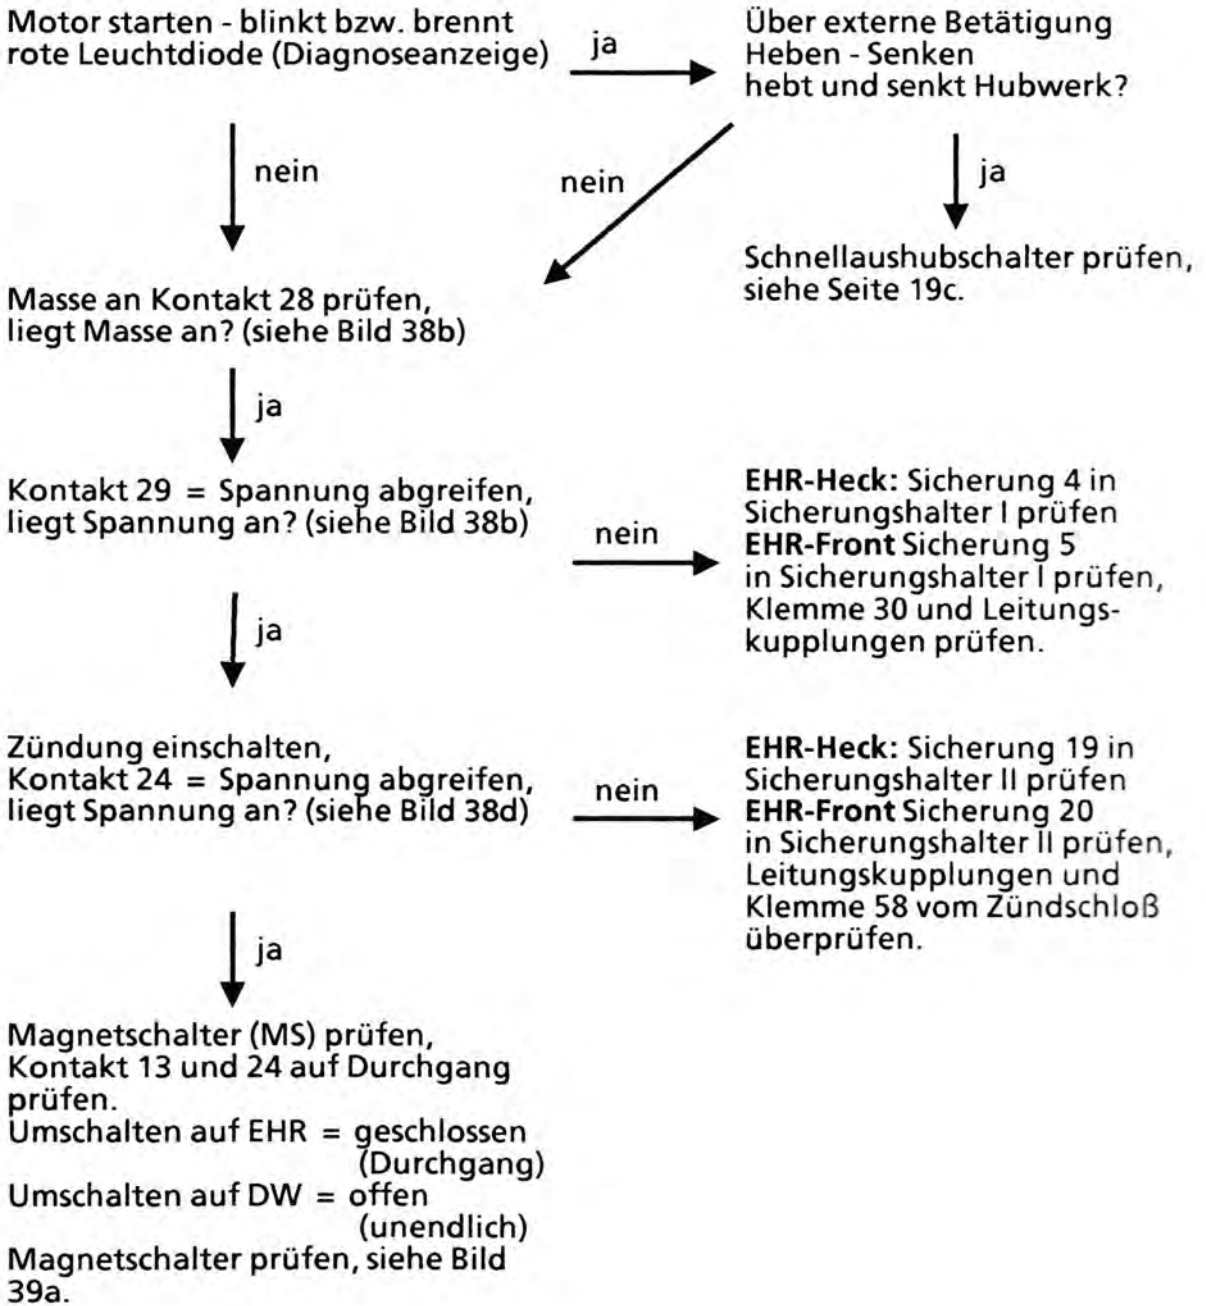 Motor starten - blinkt bzw. brennt
rote Leuchtdiode (Diagnoseanzeige)
ja
Über externe Betätigung
Heben - Senken
hebt und senkt Hubwerk?
nein
nein
ja
Schnellaushubschalter prüfen,
siehe Seite 19c.
Masse an Kontakt 28 prüfen,
liegt Masse an? (siehe Bild 38b)
ja
Kontakt 29 = Spannung abgreifen,
liegt Spannung an? (siehe Bild 38b)
nein
EHR-Heck: Sicherung 4 in
Sicherungshalter I prüfen
EHR-Front Sicherung 5
in Sicherungshalter I prüfen,
Klemme 30 und Leitungs-
kupplungen prüfen.
ja
Zündung einschalten,
Kontakt 24 = Spannung abgreifen,
liegt Spannung an? (siehe Bild 38d)
nein
EHR-Heck: Sicherung 19 in
Sicherungshalter II prüfen
EHR-Front Sicherung 20
in Sicherungshalter II prüfen,
Leitungskupplungen und
Klemme 58 vom Zündschloß
überprüfen.
ja
Magnetschalter (MS) prüfen,
Kontakt 13 und 24 auf Durchgang
prüfen.
Umschalten auf EHR = geschlossen
(Durchgang)
Umschalten auf DW = offen
(unendlich)
Magnetschalter prüfen, siehe Bild
39a.